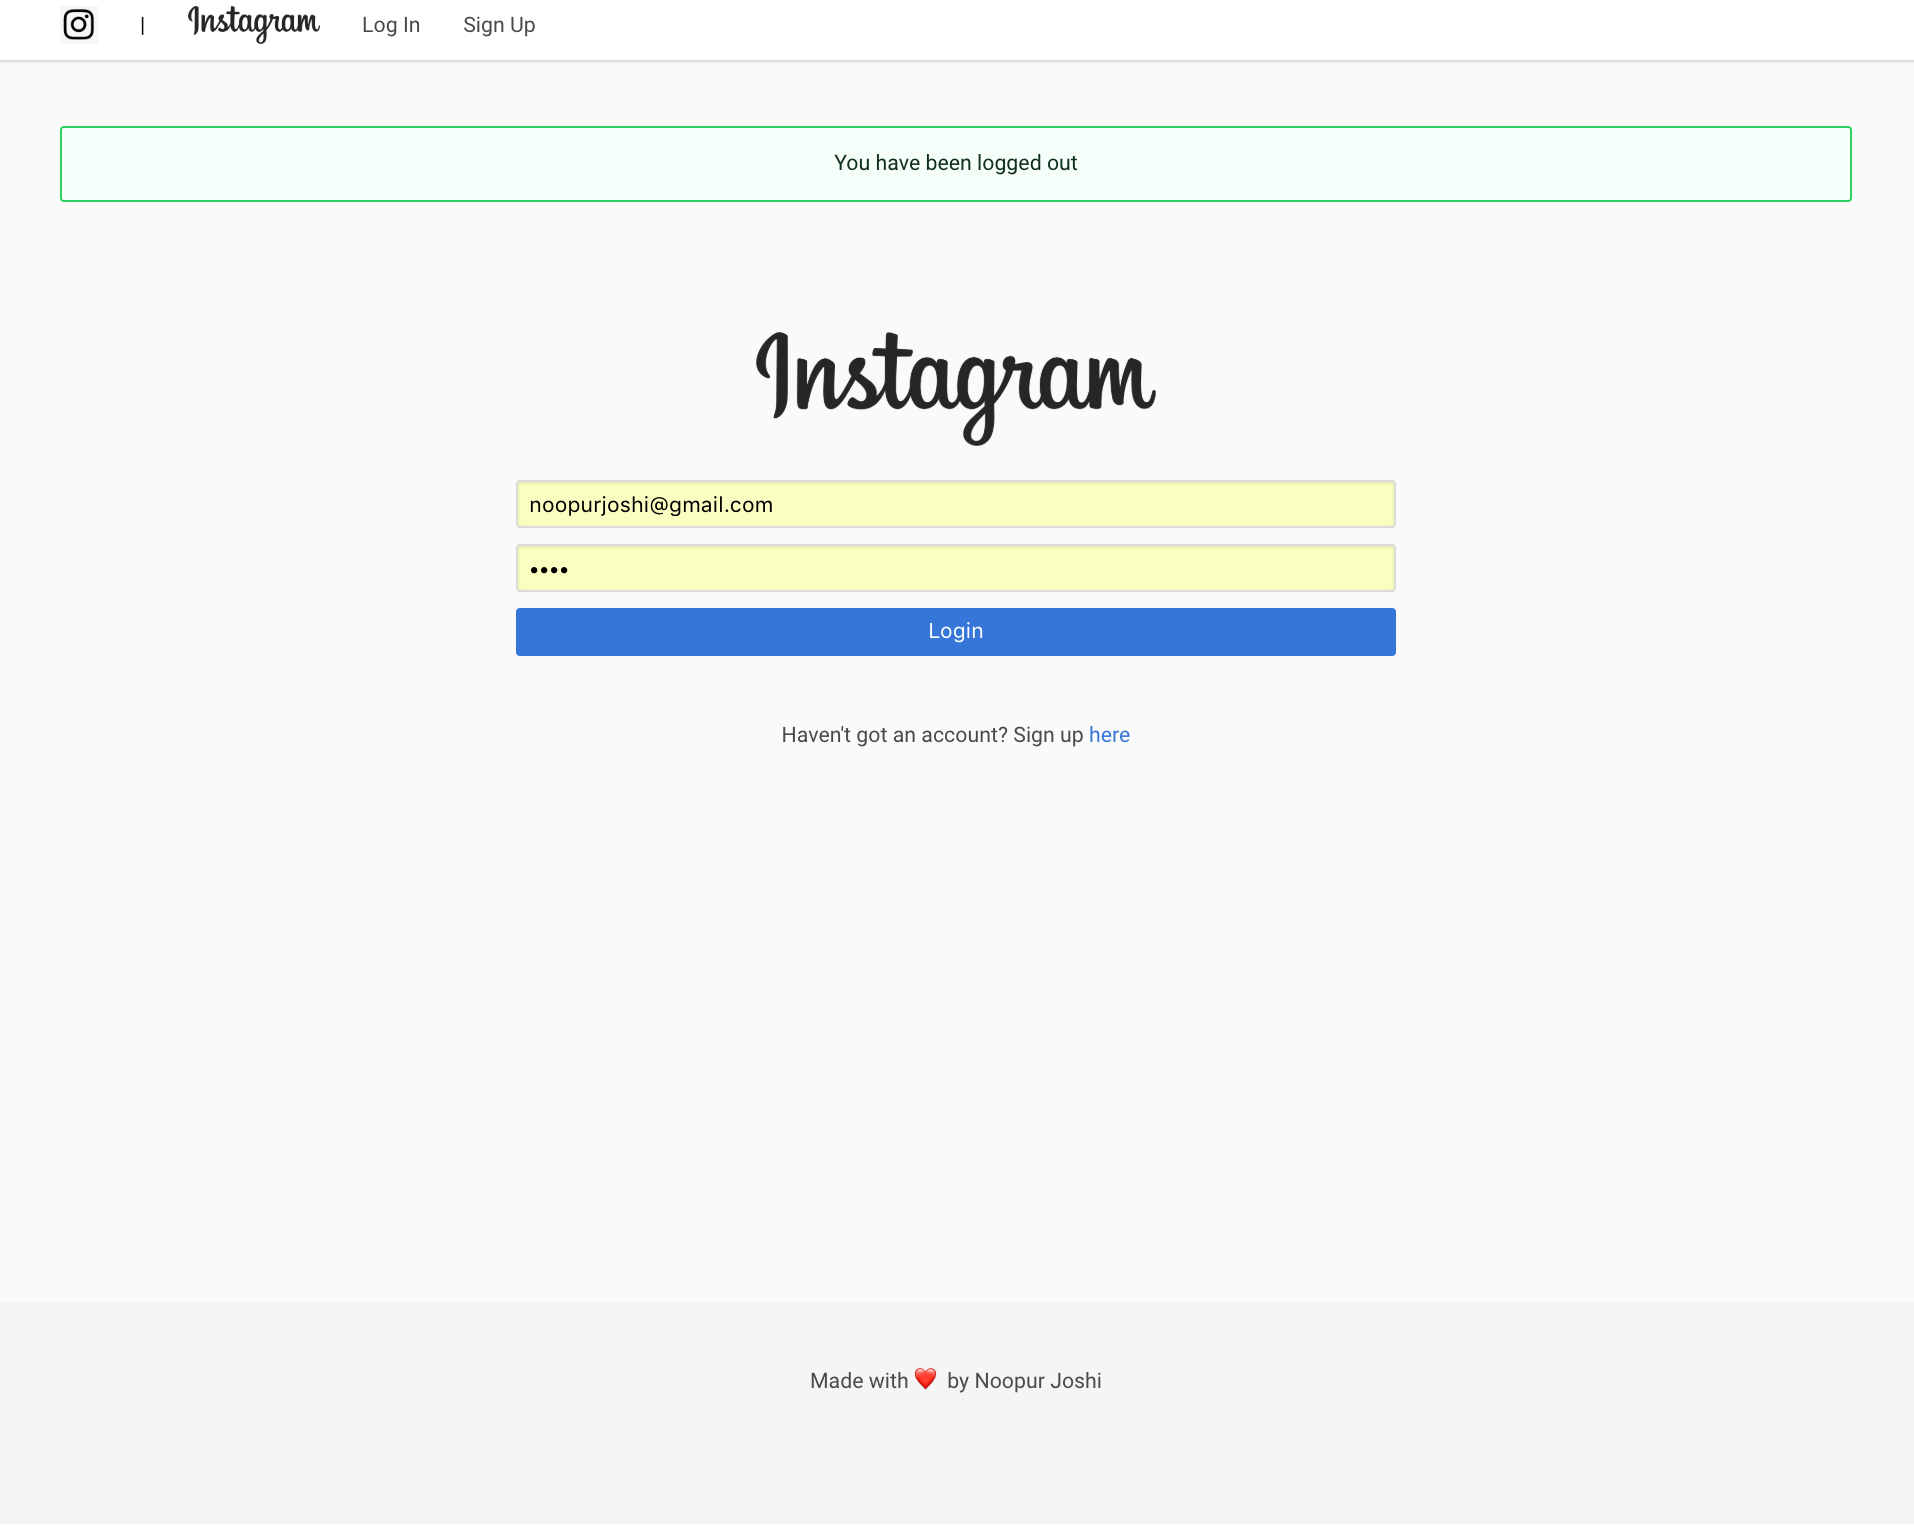 | Instagram Log In Sign Up
You have been logged out
Instagram
noopurjoshi@gmail.com
••••
Login
Haven't got an account? Sign up here
Made with ❤️ by Noopur Joshi